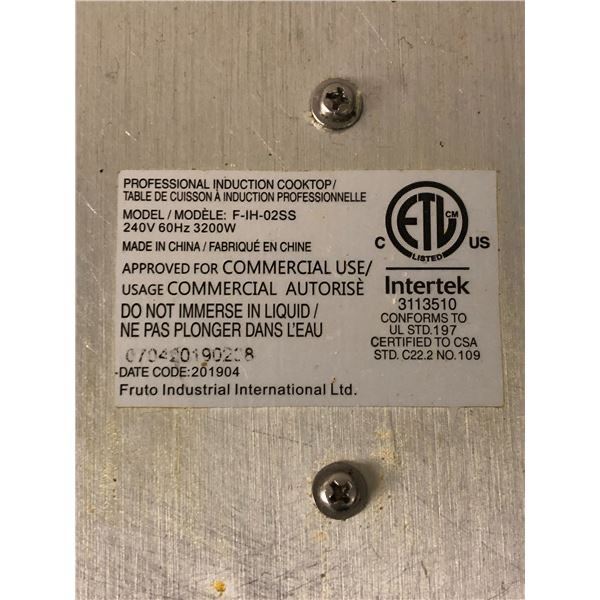 PROFESSIONAL INDUCTION COOKTOP/
TABLE DE CUISSON À INDUCTION PROFESSIONNELLE
MODEL / MODÈLE: F-IH-02SS
240V 60Hz 3200W
MADE IN CHINA / FABRIQUÉ EN CHINE
APPROVED FOR COMMERCIAL USE/
USAGE COMMERCIAL AUTORISÈ
DO NOT IMMERSE IN LIQUID /
NE PAS PLONGER DANS L'EAU
DATE CODE:201904
Fruto Industrial International Ltd.
ETL CM
C US
LISTED
Intertek
3113510
CONFORMS TO
UL STD.197
CERTIFIED TO CSA
STD. C22.2 NO.109